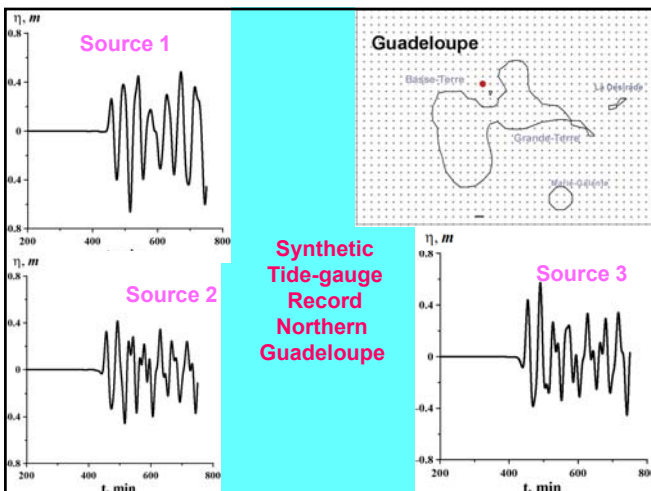 η, m
Source 1
0.8
0.4
0
0.4
0.8
200 400 600 800
Guadeloupe
Basse-Terre
La Désirade
Grande-Terre
Marie-Galante
Synthetic
Tide-gauge
Record
Northern
Guadeloupe
η, m
Source 2
0.8
0.4
0
-0.4
-0.8
200 400 600 800
t, min
η, m
Source 3
0.8
0.4
0
-0.4
-0.8
200 400 600 800
t, min